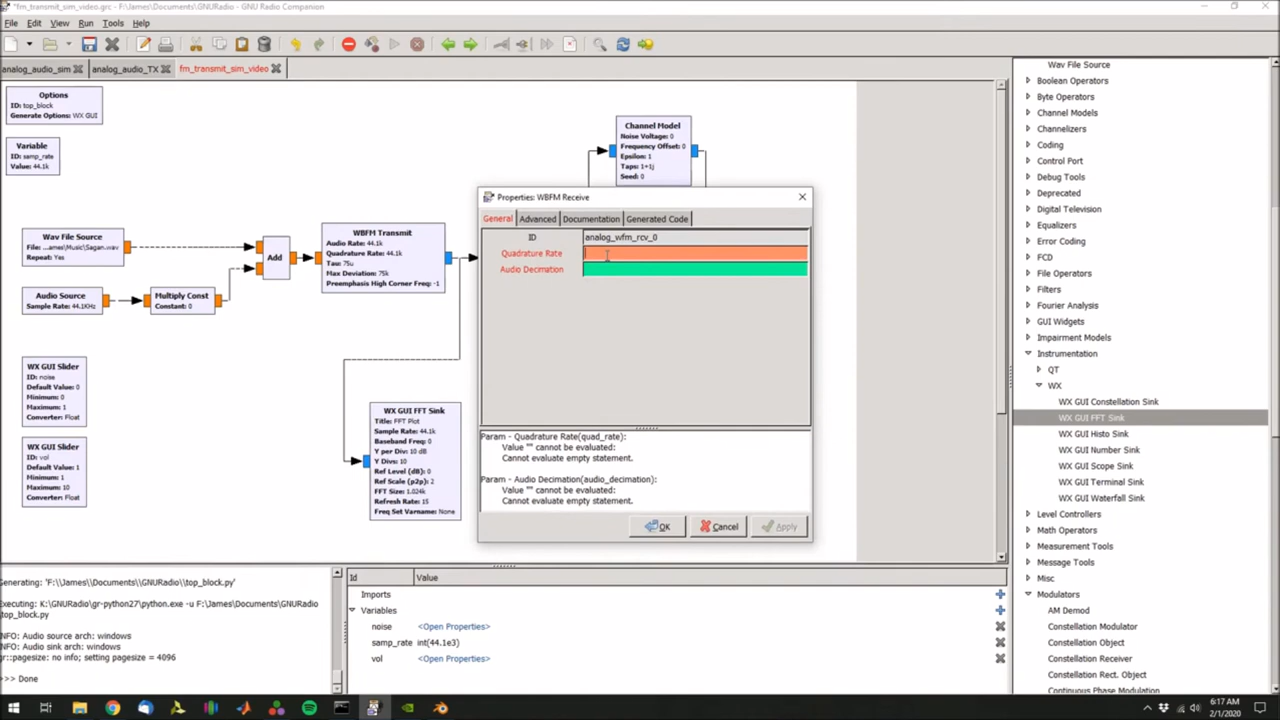 *fm_transmit_sim_video.grc - F:\James\Documents\GNURadio - GNU Radio Companion
File Edit View Run Tools Help
analog_audio_sim analog_audio_TX fm_transmit_sim_video
Options
ID: top_block
Generate Options: WX GUI
Variable
ID: samp_rate
Value: 44.1k
Wav File Source
File: ...ames\Music\Sagan.wav
Repeat: Yes
Audio Source
Sample Rate: 44.1KHz
Multiply Const
Constant: 0
Add
WBFM Transmit
Audio Rate: 44.1k
Quadrature Rate: 44.1k
Tau: 75u
Max Deviation: 75k
Preemphasis High Corner Freq: -1
Channel Model
Noise Voltage: 0
Frequency Offset: 0
Epsilon: 1
Taps: 1+1j
Seed: 0
WX GUI Slider
ID: noise
Default Value: 0
Minimum: 0
Maximum: 1
Converter: Float
WX GUI Slider
ID: vol
Default Value: 1
Minimum: 1
Maximum: 10
Converter: Float
WX GUI FFT Sink
Title: FFT Plot
Sample Rate: 44.1k
Baseband Freq: 0
Y per Div: 10 dB
Y Divs: 10
Ref Level (dB): 0
Ref Scale (p2p): 2
FFT Size: 1.024k
Refresh Rate: 15
Freq Set Varname: None
Properties: WBFM Receive
General Advanced Documentation Generated Code
ID analog_wfm_rcv_0
Quadrature Rate
Audio Decimation
Param - Quadrature Rate(quad_rate):
Value "" cannot be evaluated:
Cannot evaluate empty statement.
Param - Audio Decimation(audio_decimation):
Value "" cannot be evaluated:
Cannot evaluate empty statement.
OK Cancel Apply
Wav File Source
Boolean Operators
Byte Operators
Channel Models
Channelizers
Coding
Control Port
Debug Tools
Deprecated
Digital Television
Equalizers
Error Coding
FCD
File Operators
Filters
Fourier Analysis
GUI Widgets
Impairment Models
Instrumentation
QT
WX
WX GUI Constellation Sink
WX GUI FFT Sink
WX GUI Histo Sink
WX GUI Number Sink
WX GUI Scope Sink
WX GUI Terminal Sink
WX GUI Waterfall Sink
Level Controllers
Math Operators
Measurement Tools
Message Tools
Misc
Modulators
AM Demod
Constellation Modulator
Constellation Object
Constellation Receiver
Constellation Rect. Object
Continuous Phase Modulation
Generating: 'F:\\James\\Documents\\GNURadio\\top_block.py'
Executing: K:\GNURadio\gr-python27\python.exe -u F:\James\Documents\GNURadio
\top_block.py
INFO: Audio source arch: windows
INFO: Audio sink arch: windows
gr::pagesize: no info; setting pagesize = 4096
>>> Done
Id Value
Imports
Variables
noise <Open Properties>
samp_rate int(44.1e3)
vol <Open Properties>
6:17 AM
2/1/2020